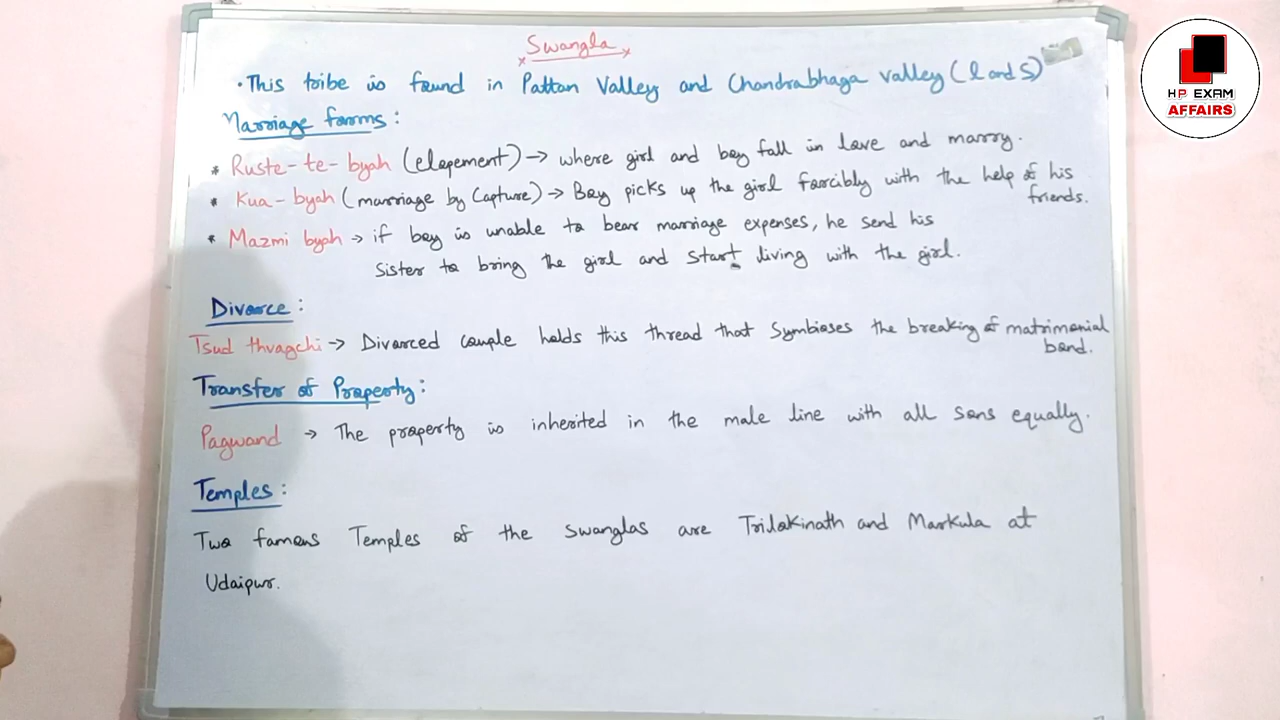 Swangla
HP EXAM
AFFAIRS
• This tribe is found in Pattan Valley and Chandrabhaga valley (l and S)
Marriage forms :
* Ruste-te-byah (elopement) → where girl and boy fall in love and marry.
* Kua-byah (marriage by Capture) → Boy picks up the girl forcibly with the help of his
friends.
* Mazmi byah → if boy is unable to bear marriage expenses, he send his
Sister to bring the girl and start living with the girl.
Divorce :
Tsud thvagchi → Divorced couple holds this thread that Symbioses the breaking of matrimonial
bond.
Transfer of Property :
Pagwand → The property is inherited in the male line with all sons equally.
Temples :
Two famous Temples of the Swanglas are Trilokinath and Markula at
Udaipur.